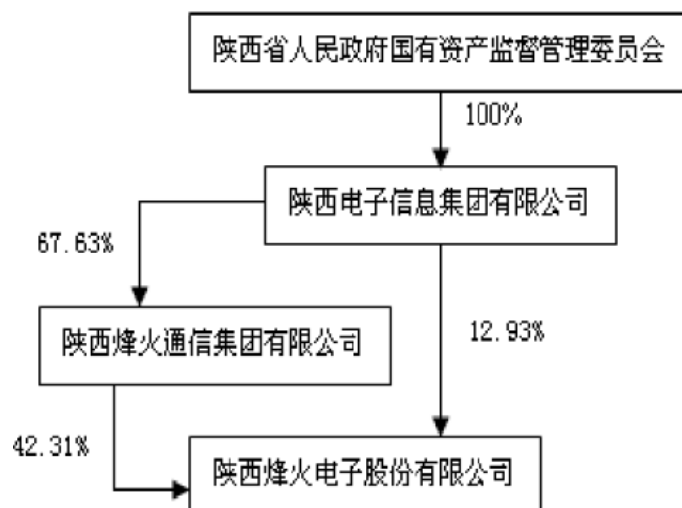 陕西省人民政府国有资产监督管理委员会
100%
陕西电子信息集团有限公司
67.63%
陕西烽火通信集团有限公司
12.93%
42.31%
陕西烽火电子股份有限公司